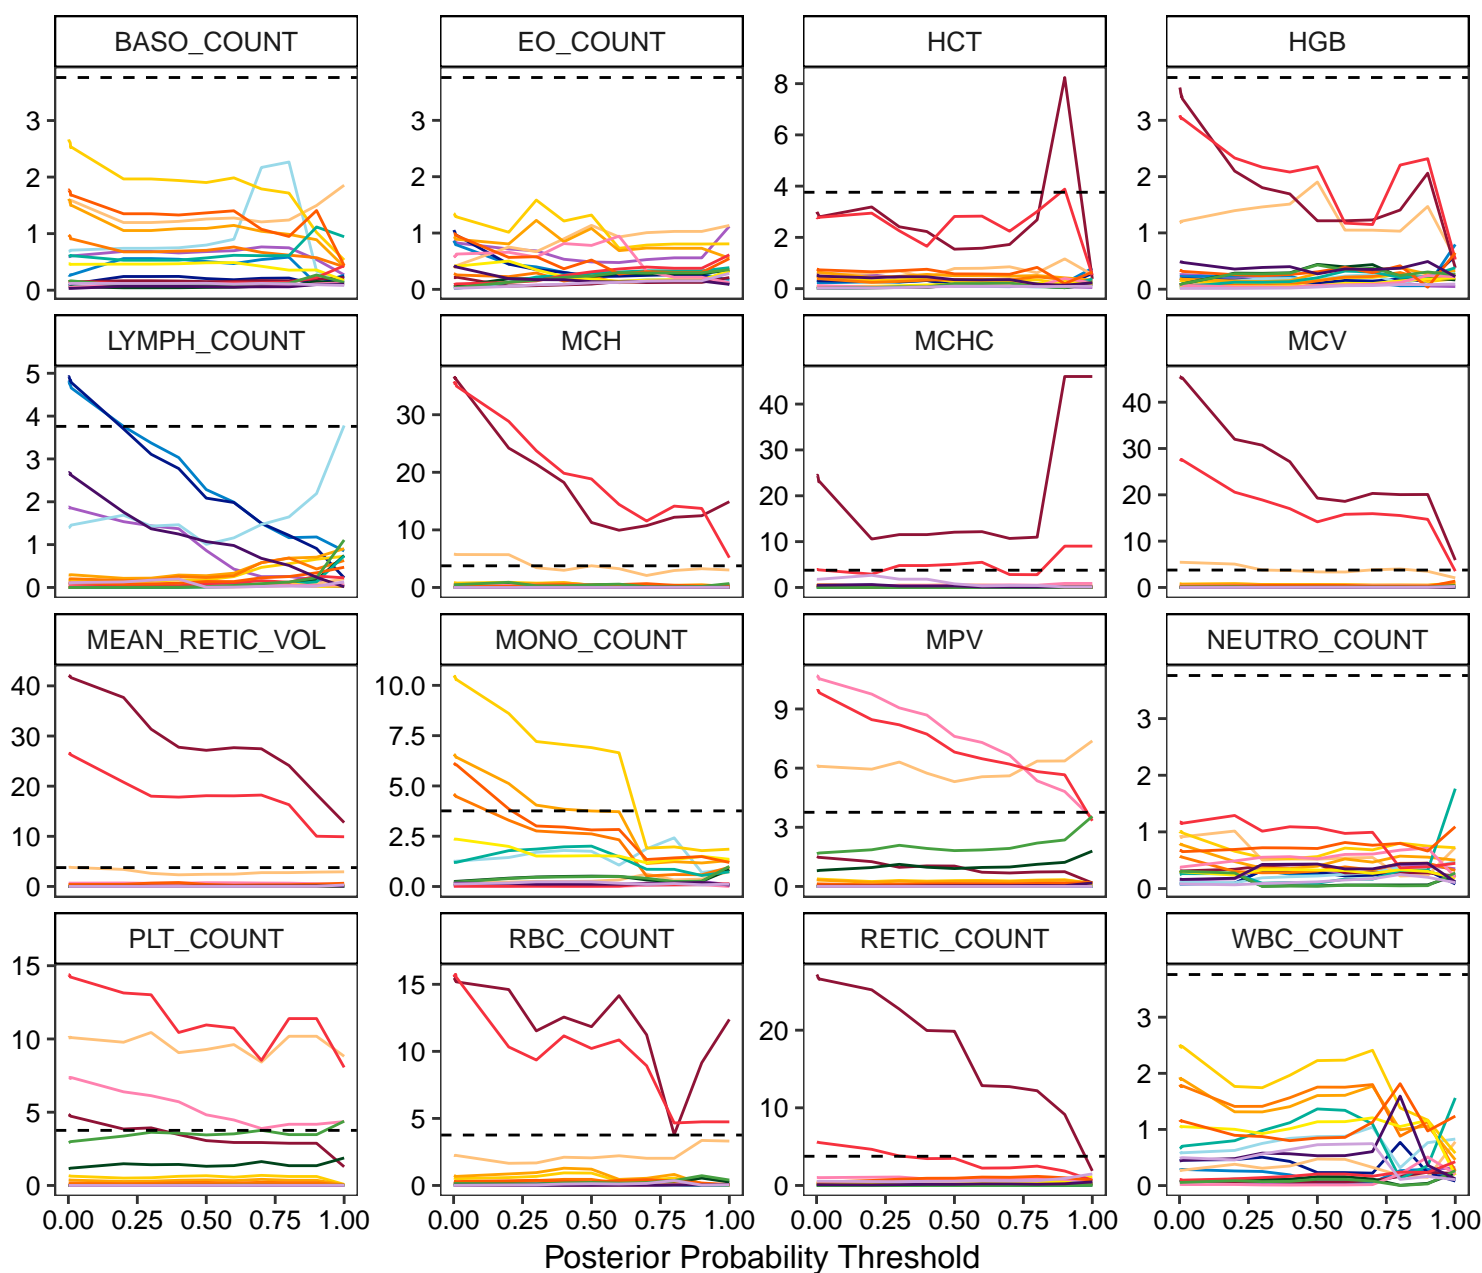 BASO_COUNT EO_COUNT HCT HGB
3 2 1 0
3 2 1 0
8 6 4 2 0
3 2 1 0
LYMPH_COUNT MCH MCHC MCV
5 4 3 2 1 0
30 20 10 0
40 30 20 10 0
40 30 20 10 0
MEAN_RETIC_VOL MONO_COUNT MPV NEUTRO_COUNT
40 30 20 10 0
10.0 7.5 5.0 2.5 0.0
9 6 3 0
3 2 1 0
PLT_COUNT RBC_COUNT RETIC_COUNT WBC_COUNT
15 10 5 0
15 10 5 0
20 10 0
3 2 1 0
0.00 0.25 0.50 0.75 1.00 0.00 0.25 0.50 0.75 1.00 0.00 0.25 0.50 0.75 1.00 0.00 0.25 0.50 0.75 1.00
Posterior Probability Threshold